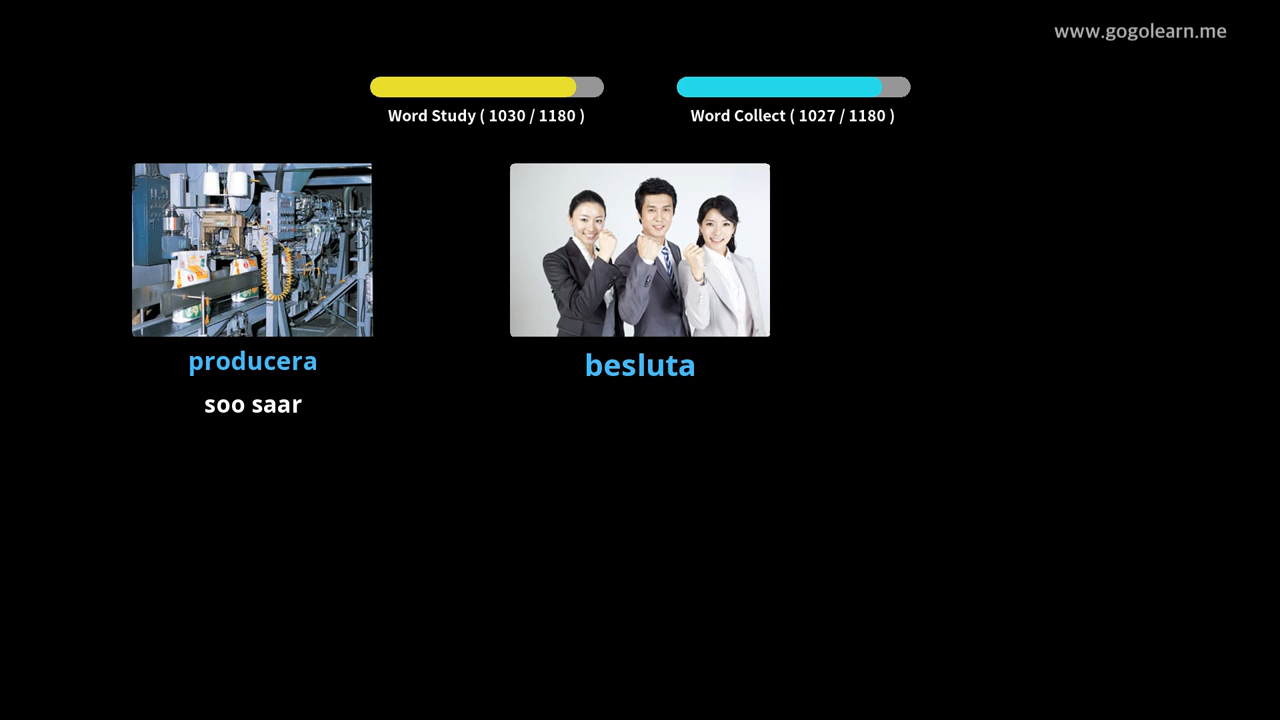 www.gogolearn.me
Word Study ( 1030 / 1180 )
Word Collect ( 1027 / 1180 )
producera
besluta
soo saar